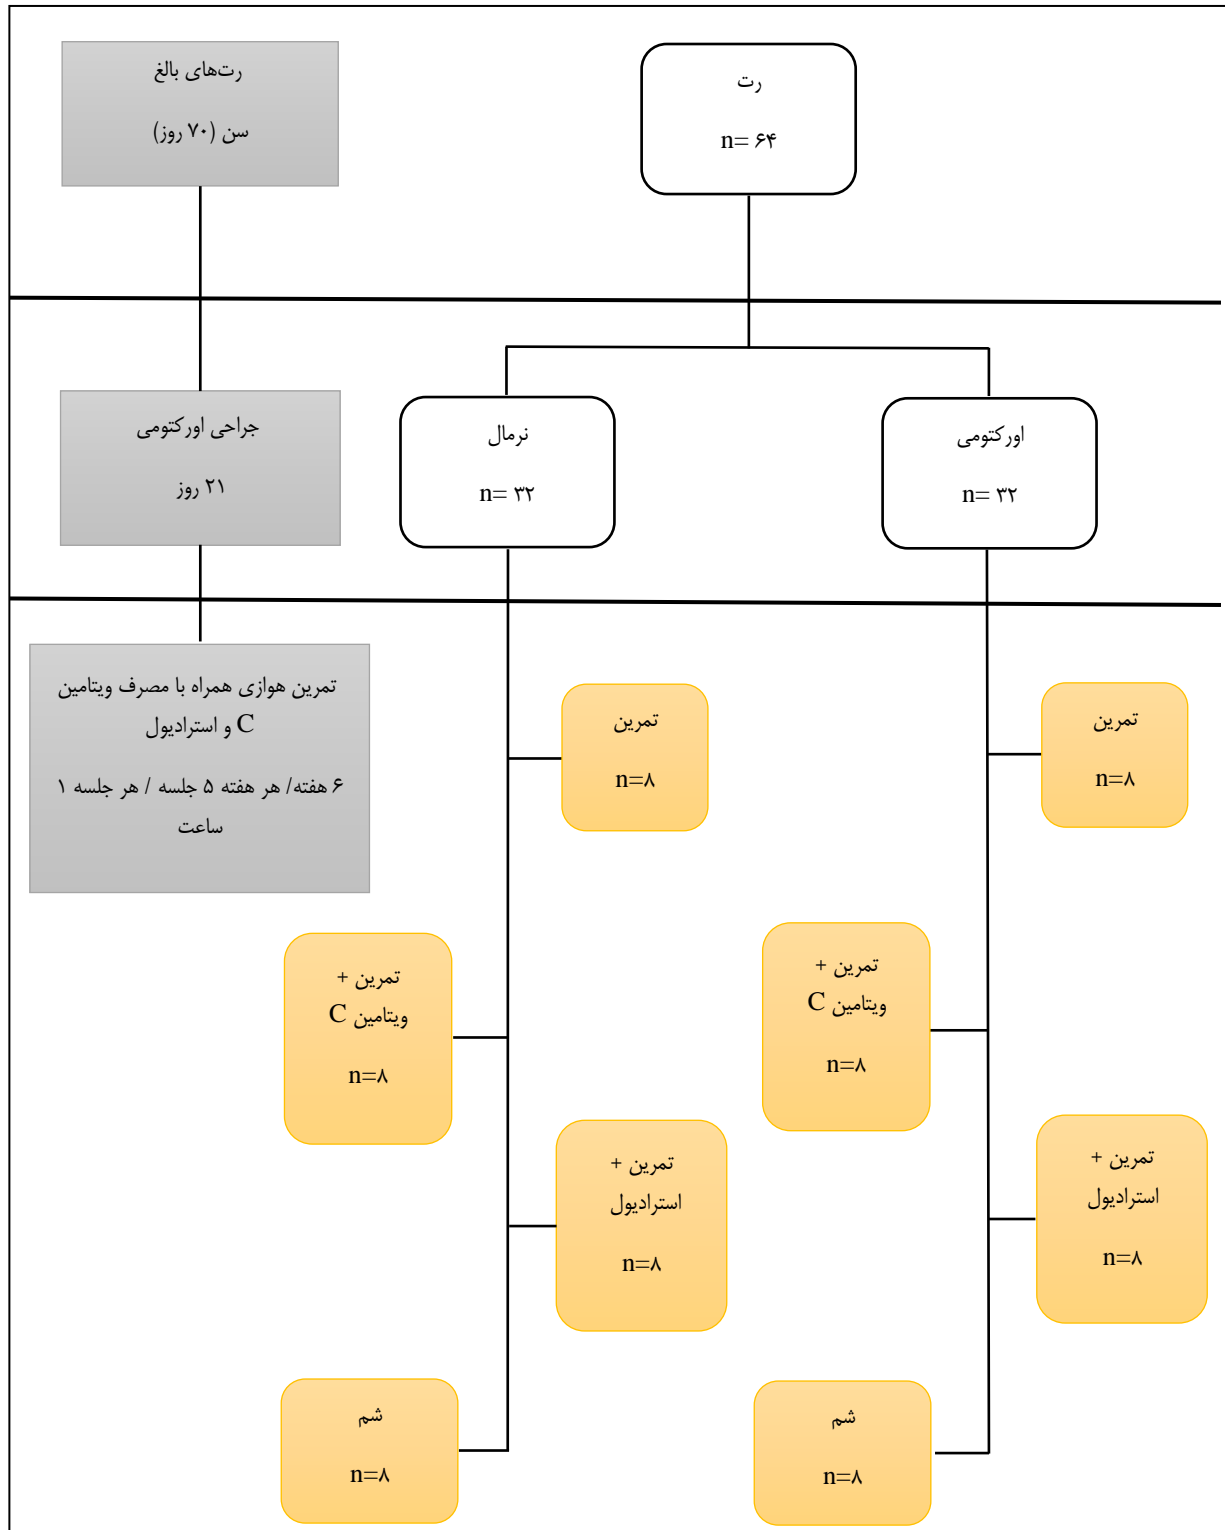 رت‌های بالغ
سن (۷۰ روز)
رت
n= ۶۴
جراحی اورکتومی
۲۱ روز
نرمال
n= ۳۲
اورکتومی
n= ۳۲
تمرین هوازی همراه با مصرف ویتامین
C و استرادیول
۶ هفته/ هر هفته ۵ جلسه / هر جلسه ۱
ساعت
تمرین
n=۸
تمرین
n=۸
تمرین +
ویتامین C
n=۸
تمرین +
ویتامین C
n=۸
تمرین +
استرادیول
n=۸
تمرین +
استرادیول
n=۸
شم
n=۸
شم
n=۸